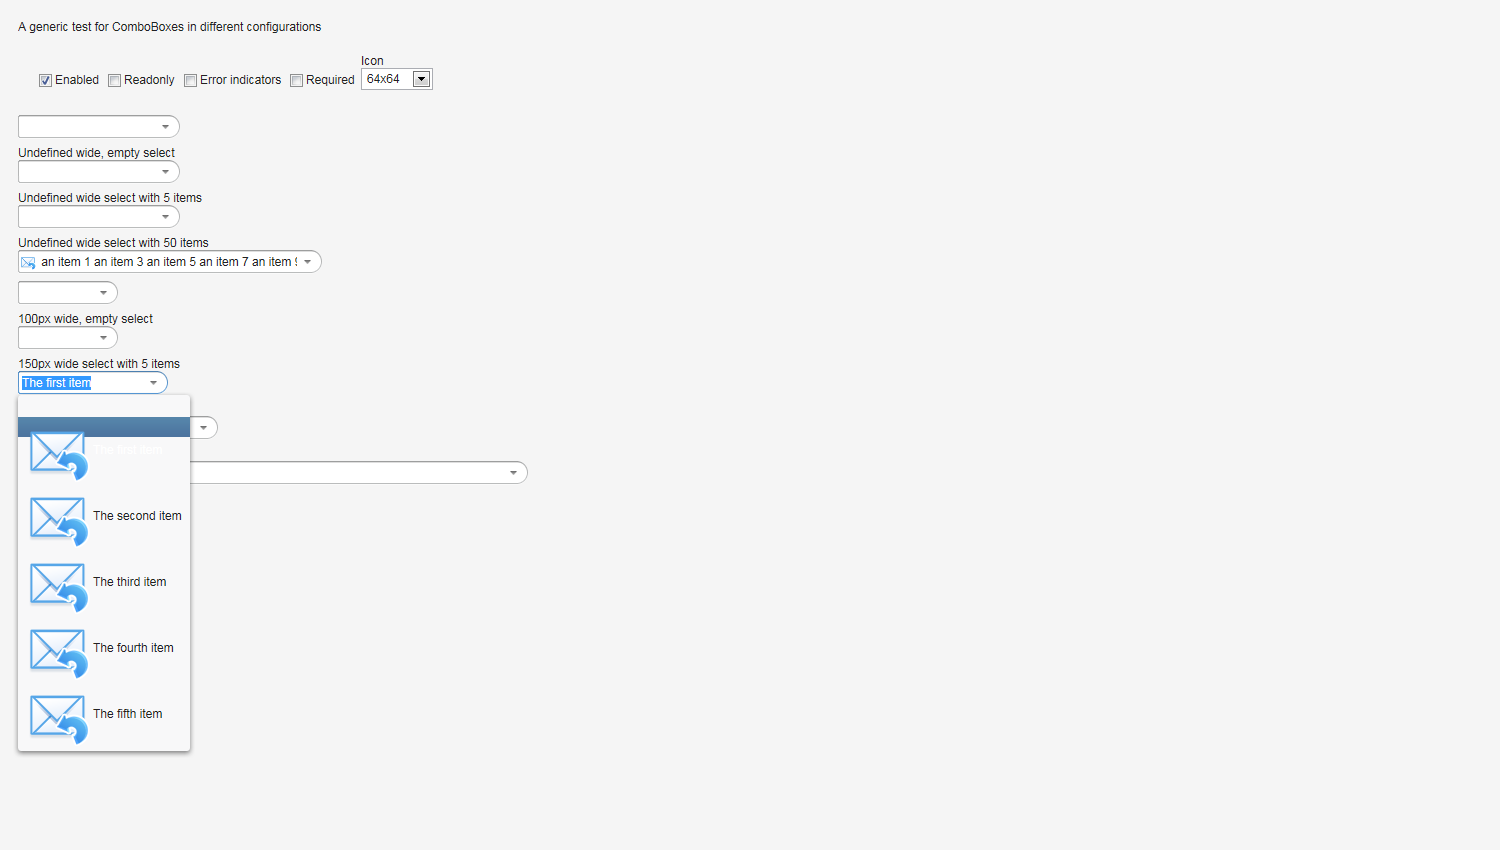 A generic test for ComboBoxes in different configurations
Icon
Enabled Readonly Error indicators Required 64x64
Undefined wide, empty select
Undefined wide select with 5 items
Undefined wide select with 50 items
an item 1 an item 3 an item 5 an item 7 an item 9
100px wide, empty select
150px wide select with 5 items
The first item
The first item
The second item
The third item
The fourth item
The fifth item